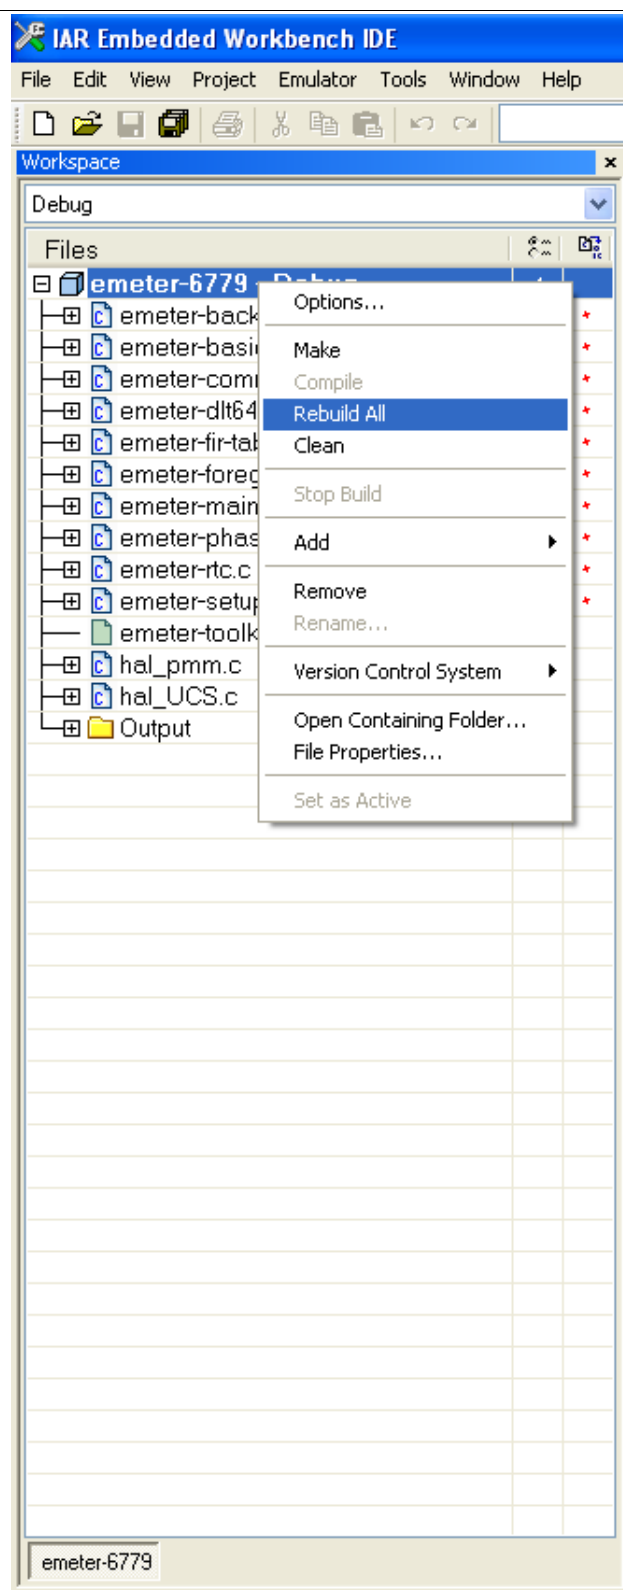 IAR Embedded Workbench IDE
File Edit View Project Emulator Tools Window Help
Workspace
Debug
Files
emeter-6779 - Debug
emeter-back
emeter-basi
emeter-com
emeter-dlt64
emeter-fir-tab
emeter-foreg
emeter-main
emeter-phas
emeter-rtc.c
emeter-setup
emeter-toolk
hal_pmm.c
hal_UCS.c
Output
Options...
Make
Compile
Rebuild All
Clean
Stop Build
Add
Remove
Rename...
Version Control System
Open Containing Folder...
File Properties...
Set as Active
emeter-6779